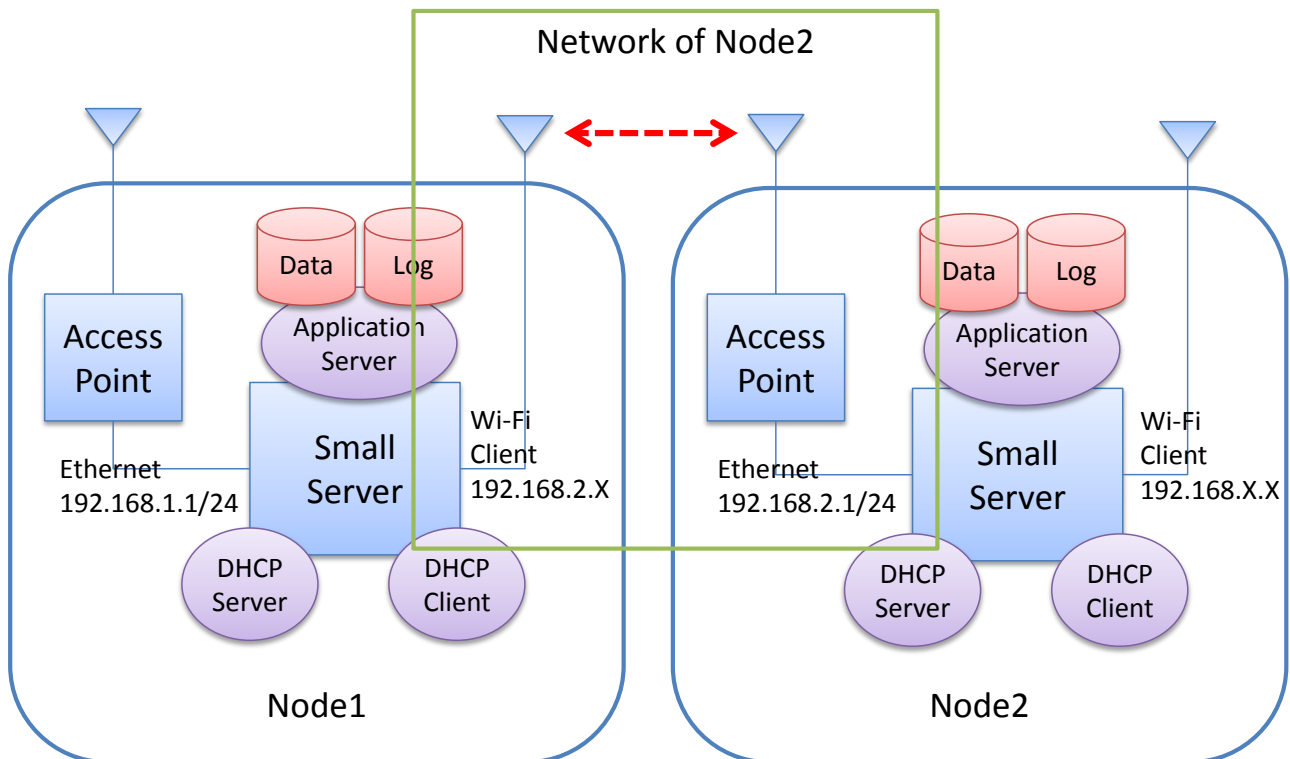 Network of Node2
Data
Log
Application
Server
Access
Point
Small
Server
Wi-Fi
Client
192.168.2.X
Ethernet
192.168.1.1/24
DHCP
Server
DHCP
Client
Node1
Data
Log
Application
Server
Access
Point
Small
Server
Wi-Fi
Client
192.168.X.X
Ethernet
192.168.2.1/24
DHCP
Server
DHCP
Client
Node2